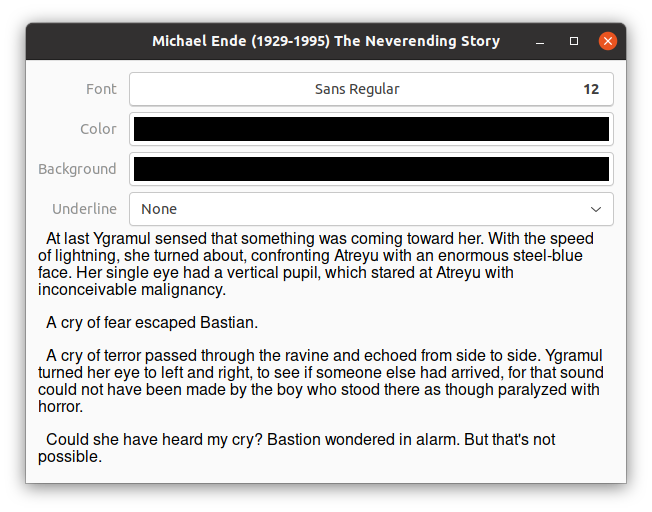 Michael Ende (1929-1995) The Neverending Story
Font
Sans Regular
12
Color
Background
Underline
None
At last Ygramul sensed that something was coming toward her. With the speed
of lightning, she turned about, confronting Atreyu with an enormous steel-blue
face. Her single eye had a vertical pupil, which stared at Atreyu with
inconceivable malignancy.
A cry of fear escaped Bastian.
A cry of terror passed through the ravine and echoed from side to side. Ygramul
turned her eye to left and right, to see if someone else had arrived, for that sound
could not have been made by the boy who stood there as though paralyzed with
horror.
Could she have heard my cry? Bastion wondered in alarm. But that's not
possible.